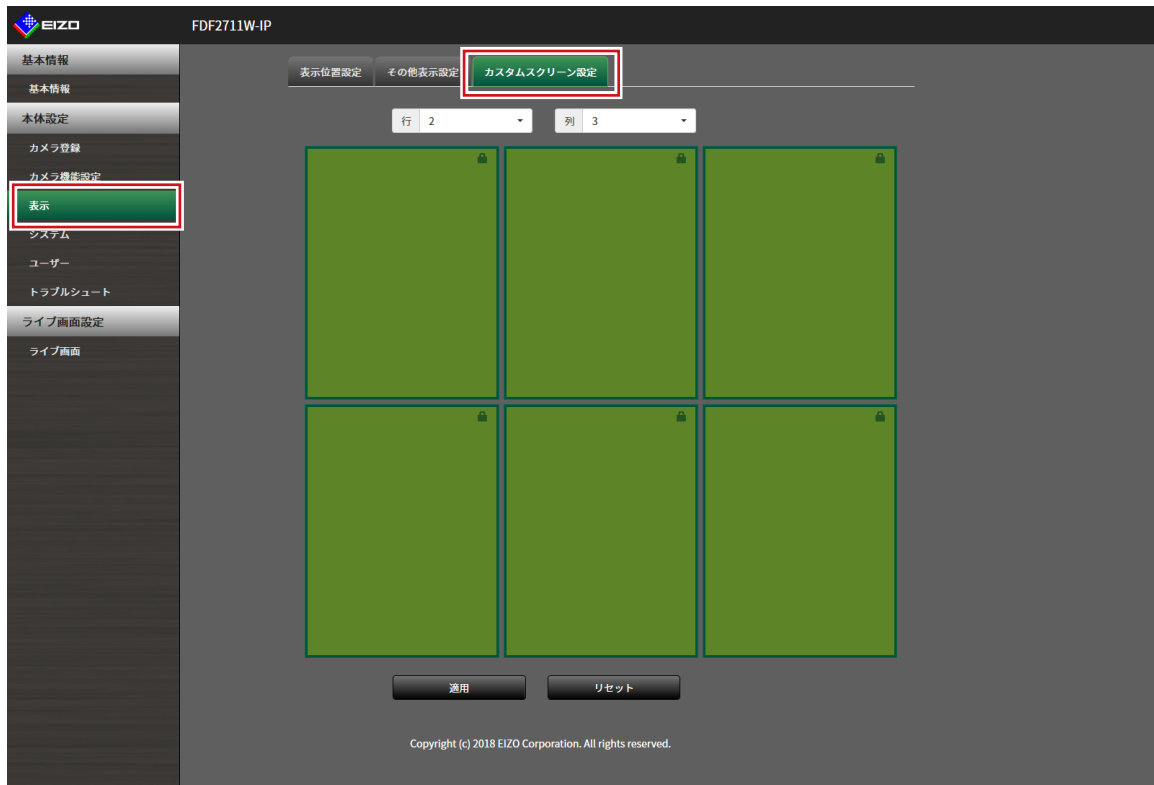 EIZO
FDF2711W-IP
基本情報
基本情報
本体設定
カメラ登録
カメラ機能設定
表示
システム
ユーザー
トラブルシュート
ライブ画面設定
ライブ画面
表示位置設定 その他表示設定 カスタムスクリーン設定
行 2 列 3
適用 リセット
Copyright (c) 2018 EIZO Corporation. All rights reserved.